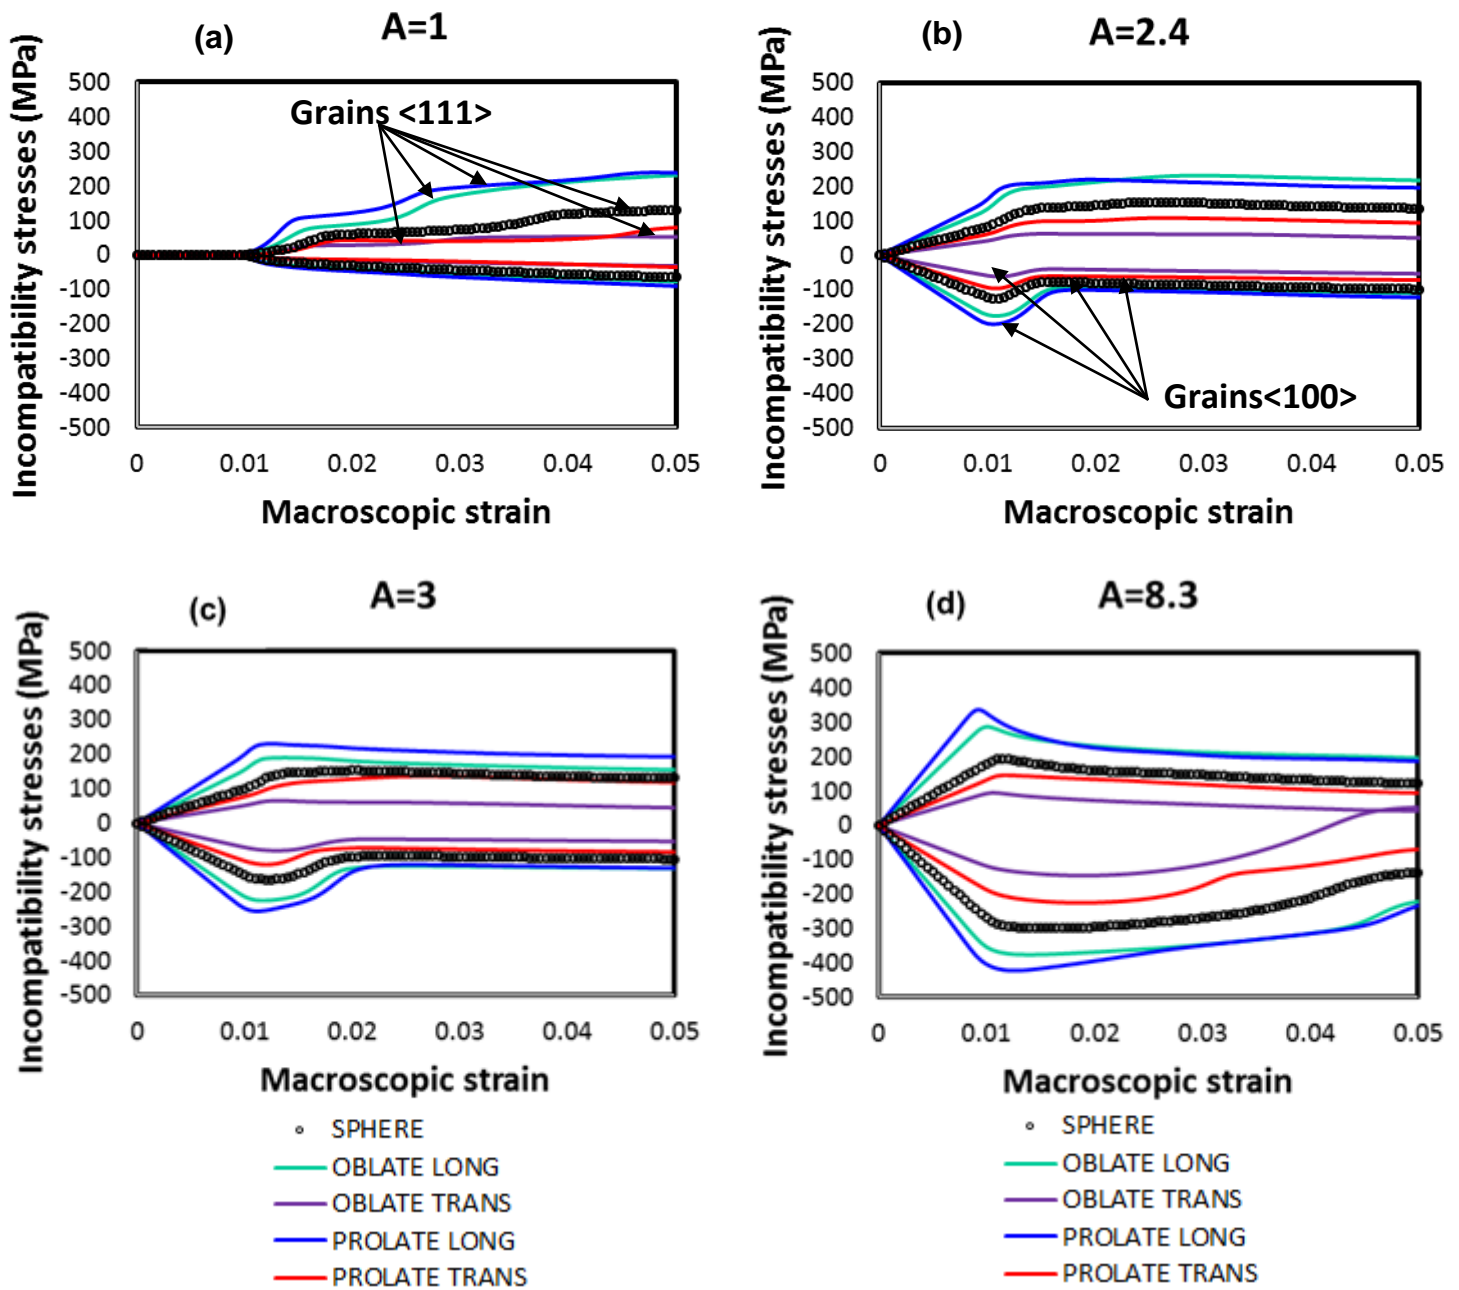 (a) A=1
Incompatibility stresses (MPa)
500
400
300
200
100
0
-100
-200
-300
-400
-500
Grains <111>
0 0.01 0.02 0.03 0.04 0.05
Macroscopic strain
(b) A=2.4
Incompatibility stresses (MPa)
500
400
300
200
100
0
-100
-200
-300
-400
-500
Grains<100>
0 0.01 0.02 0.03 0.04 0.05
Macroscopic strain
(c) A=3
Incompatibility stresses (MPa)
500
400
300
200
100
0
-100
-200
-300
-400
-500
0 0.01 0.02 0.03 0.04 0.05
Macroscopic strain
SPHERE
OBLATE LONG
OBLATE TRANS
PROLATE LONG
PROLATE TRANS
(d) A=8.3
Incompatibility stresses (MPa)
500
400
300
200
100
0
-100
-200
-300
-400
-500
0 0.01 0.02 0.03 0.04 0.05
Macroscopic strain
SPHERE
OBLATE LONG
OBLATE TRANS
PROLATE LONG
PROLATE TRANS